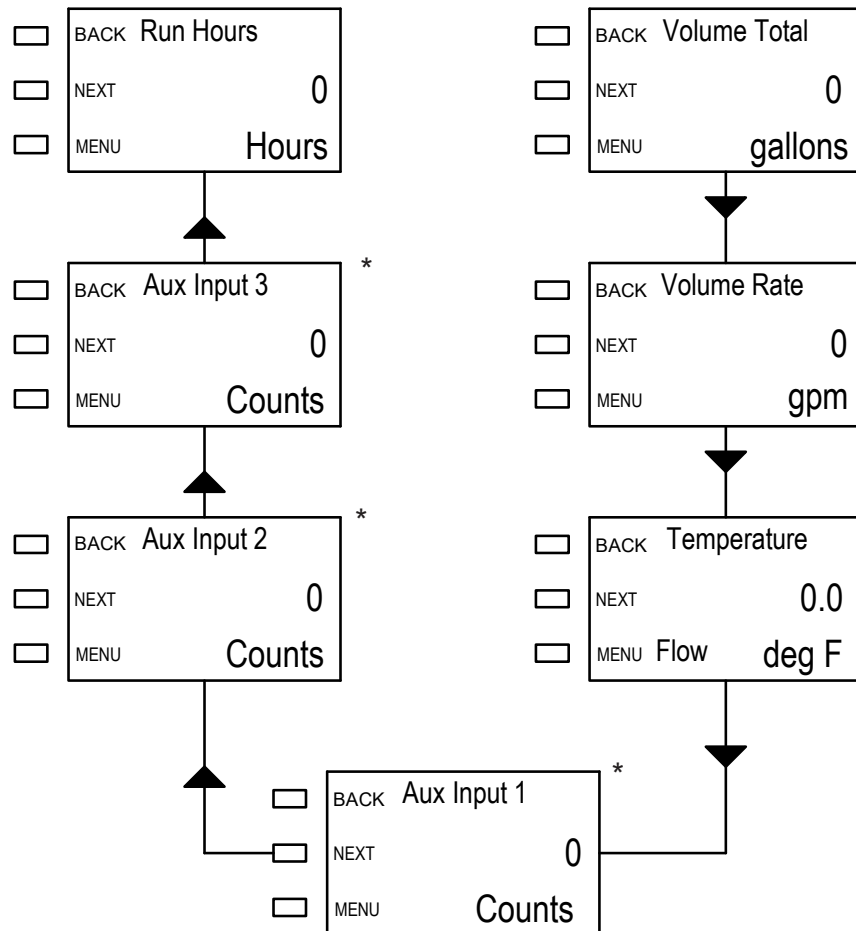 BACK Run Hours
NEXT 0
MENU Hours
BACK Volume Total
NEXT 0
MENU gallons
*
BACK Aux Input 3
NEXT 0
MENU Counts
BACK Volume Rate
NEXT 0
MENU gpm
*
BACK Aux Input 2
NEXT 0
MENU Counts
BACK Temperature
NEXT 0.0
MENU Flow deg F
*
BACK Aux Input 1
NEXT 0
MENU Counts